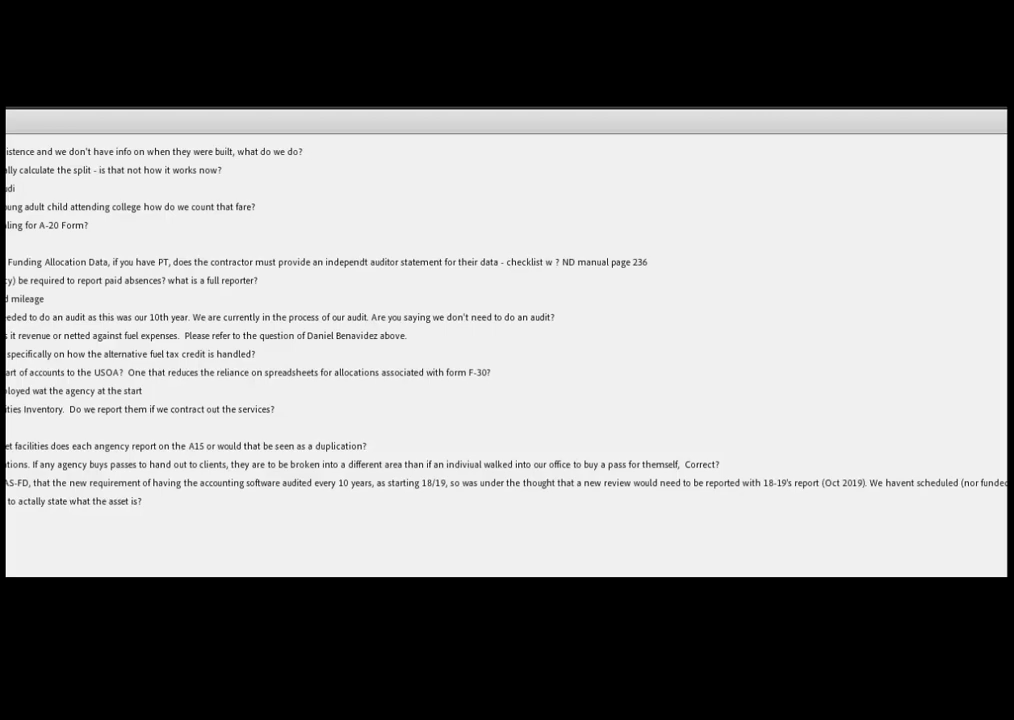 istence and we don't have info on when they were built, what do we do?
lly calculate the split - is that not how it works now?
udi
ung adult child attending college how do we count that fare?
ling for A-20 Form?
Funding Allocation Data, if you have PT, does the contractor must provide an independt auditor statement for their data - checklist w ? ND manual page 236
cy) be required to report paid absences? what is a full reporter?
d mileage
eded to do an audit as this was our 10th year. We are currently in the process of our audit. Are you saying we don't need to do an audit?
s it revenue or netted against fuel expenses.  Please refer to the question of Daniel Benavidez above.
specifically on how the alternative fuel tax credit is handled?
art of accounts to the USOA?  One that reduces the reliance on spreadsheets for allocations associated with form F-30?
loyed wat the agency at the start
ities Inventory.  Do we report them if we contract out the services?
et facilities does each angency report on the A15 or would that be seen as a duplication?
tions. If any agency buys passes to hand out to clients, they are to be broken into a different area than if an indiviual walked into our office to buy a pass for themself,  Correct?
AS-FD, that the new requirement of having the accounting software audited every 10 years, as starting 18/19, so was under the thought that a new review would need to be reported with 18-19's report (Oct 2019). We havent scheduled (nor funded
to actally state what the asset is?